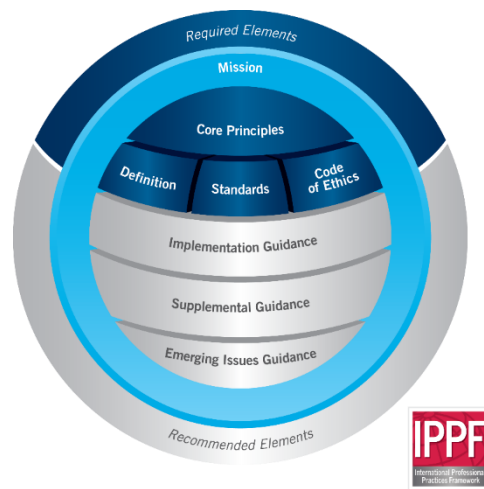 Required Elements
Mission
Core Principles
Definition
Standards
Code
of Ethics
Implementation Guidance
Supplemental Guidance
Emerging Issues Guidance
Recommended Elements
IPPF
International Professional
Practices Framework